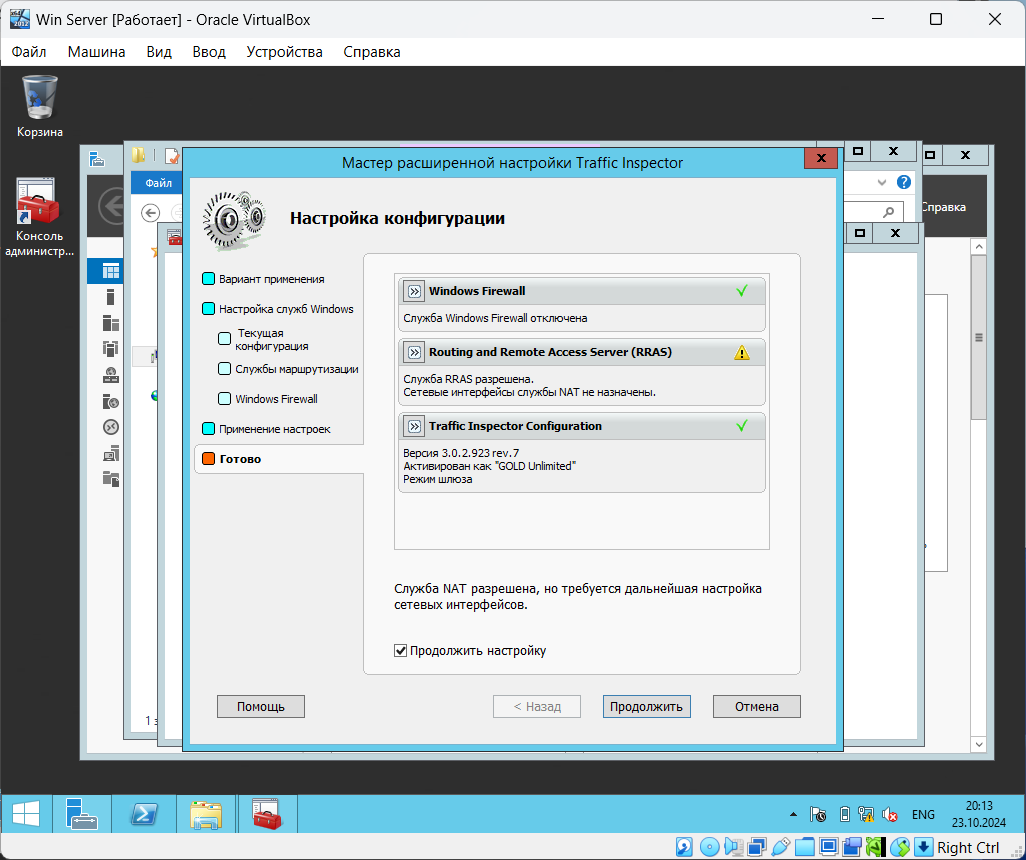 Win Server [Работает] - Oracle VirtualBox
Файл Машина Вид Ввод Устройства Справка
Корзина
Консоль
администр...
Файл
Справка
Мастер расширенной настройки Traffic Inspector
Настройка конфигурации
Вариант применения
Настройка служб Windows
Текущая
конфигурация
Службы маршрутизации
Windows Firewall
Применение настроек
Готово
Windows Firewall
Служба Windows Firewall отключена
Routing and Remote Access Server (RRAS)
Служба RRAS разрешена.
Сетевые интерфейсы службы NAT не назначены.
Traffic Inspector Configuration
Версия 3.0.2.923 rev.7
Активирован как "GOLD Unlimited"
Режим шлюза
Служба NAT разрешена, но требуется дальнейшая настройка
сетевых интерфейсов.
Продолжить настройку
Помощь
< Назад
Продолжить
Отмена
ENG
20:13
23.10.2024
Right Ctrl